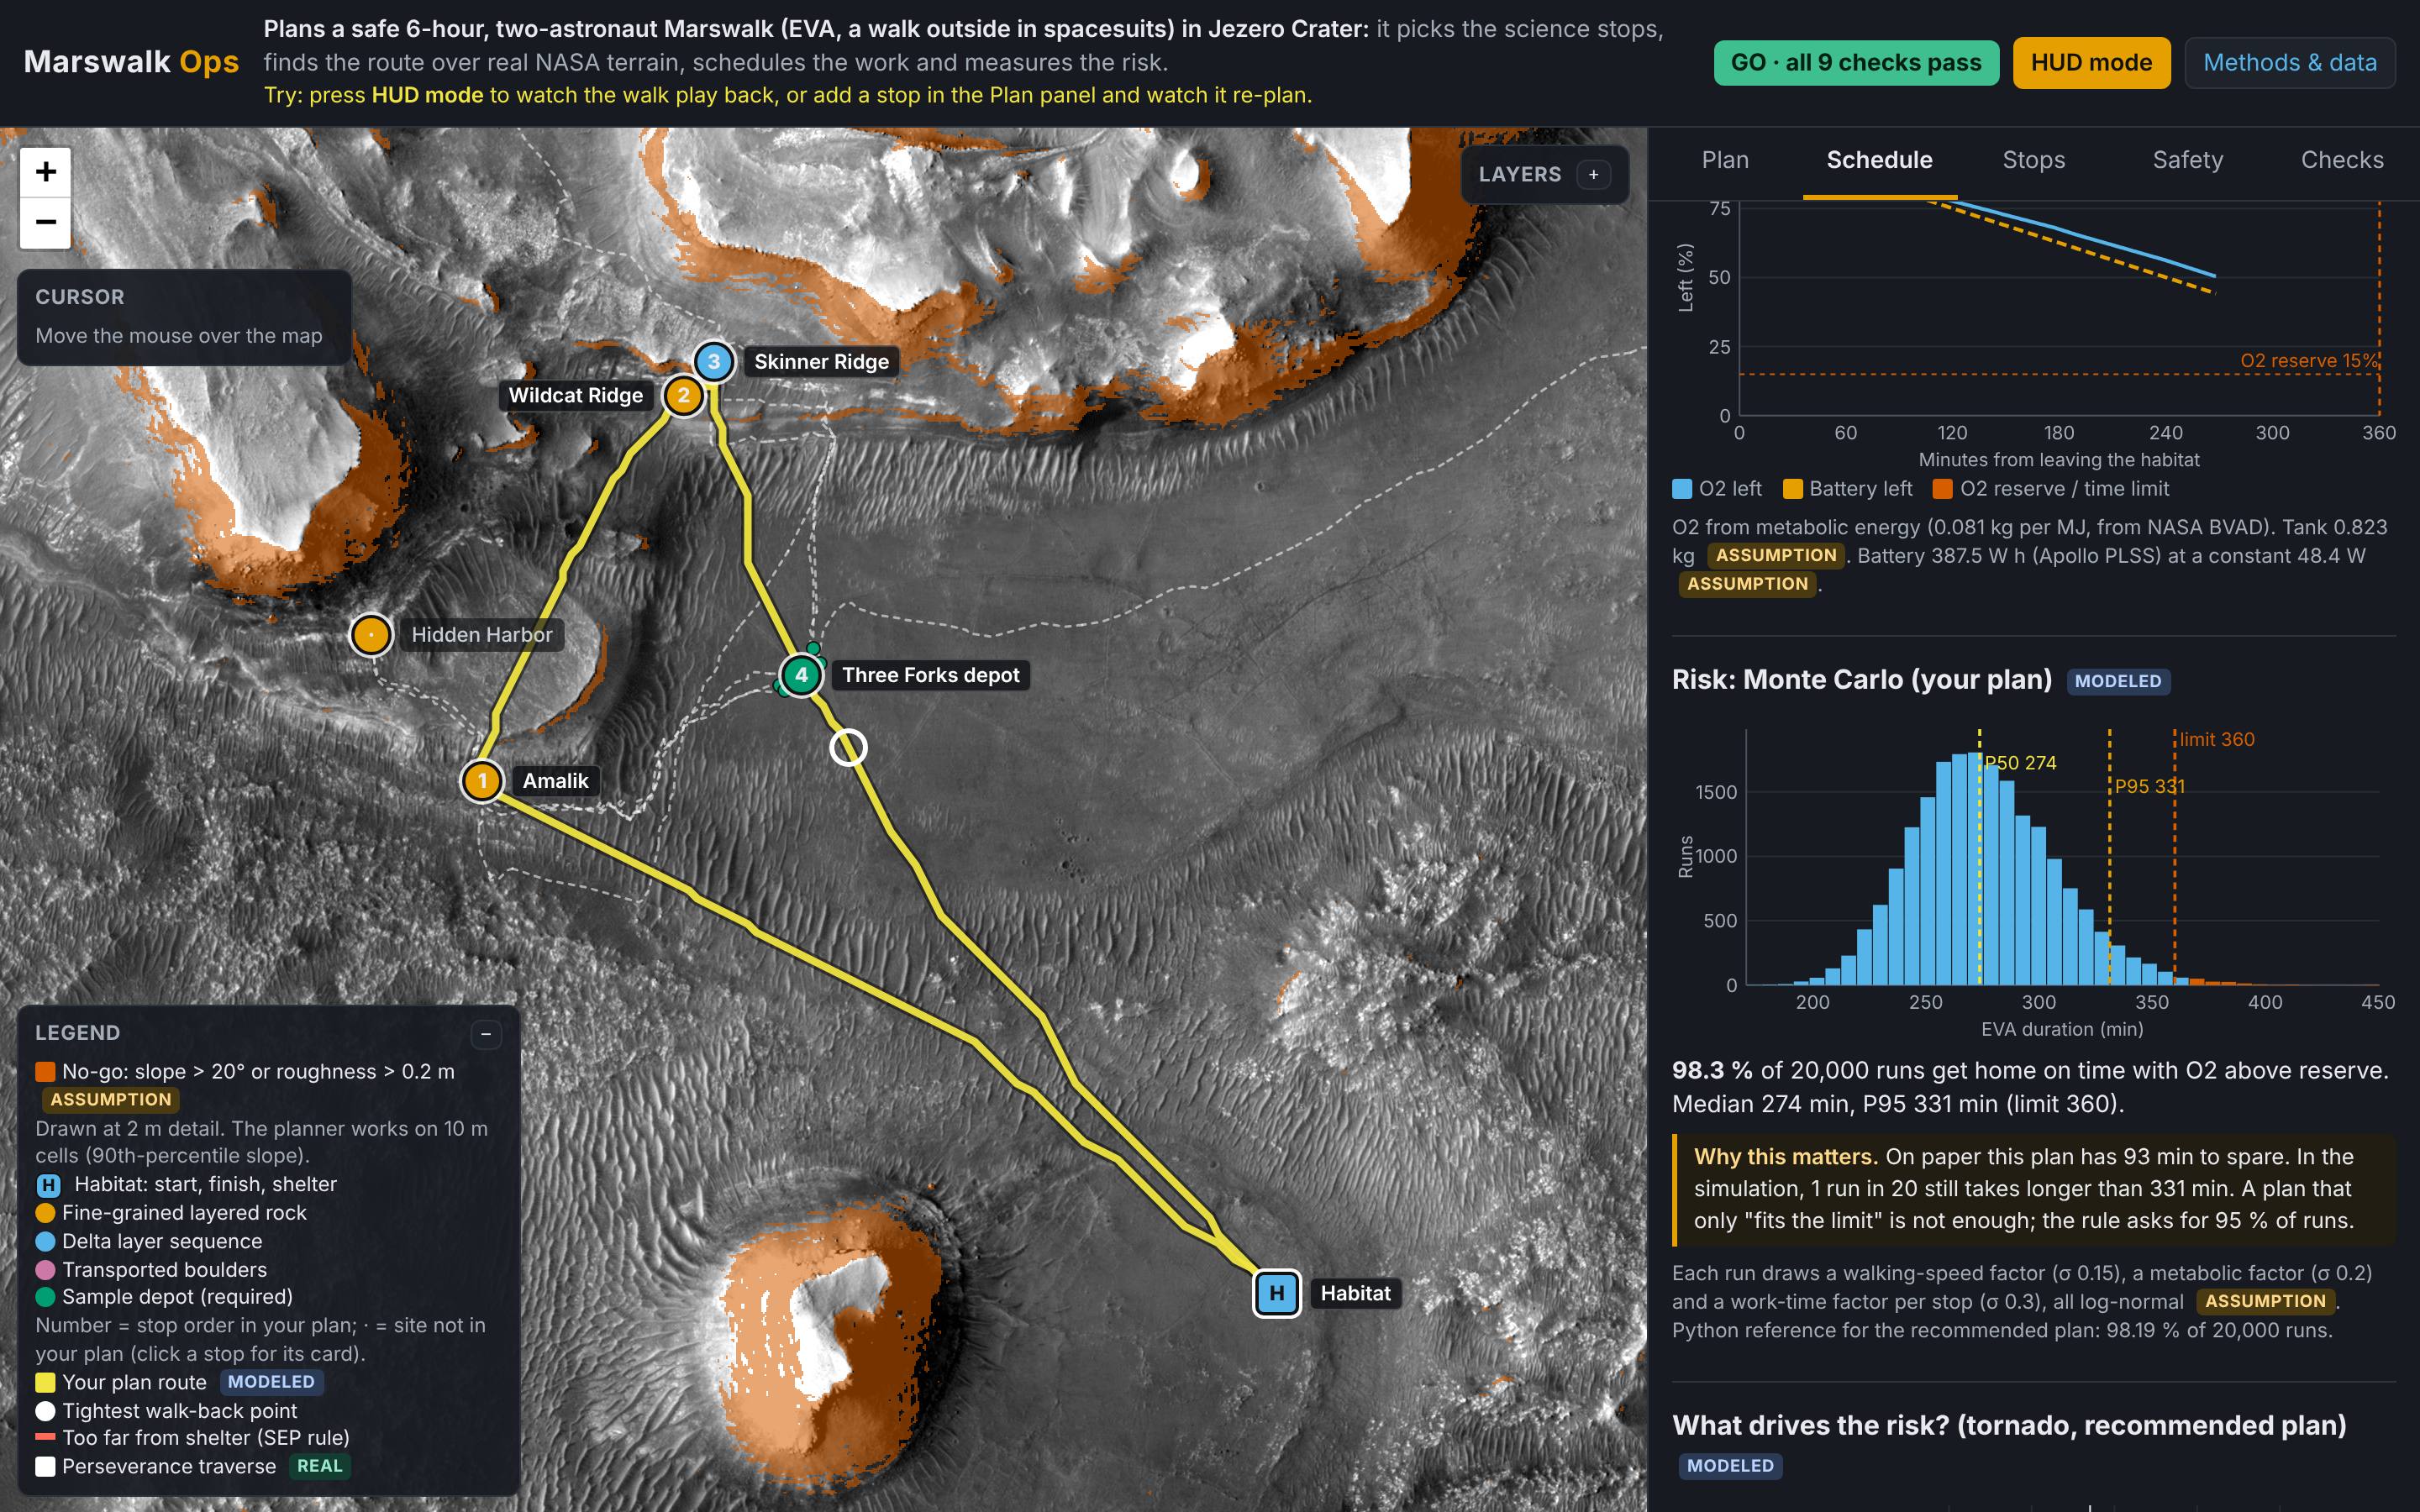 Marswalk Ops
Plans a safe 6-hour, two-astronaut Marswalk (EVA, a walk outside in spacesuits) in Jezero Crater: it picks the science stops,
finds the route over real NASA terrain, schedules the work and measures the risk.
Try: press HUD mode to watch the walk play back, or add a stop in the Plan panel and watch it re-plan.
GO · all 9 checks pass
HUD mode
Methods & data
+
−
CURSOR
Move the mouse over the map
LAYERS +
3 Skinner Ridge
Wildcat Ridge 2
· Hidden Harbor
4 Three Forks depot
1 Amalik
H Habitat
LEGEND −
No-go: slope > 20° or roughness > 0.2 m
ASSUMPTION
Drawn at 2 m detail. The planner works on 10 m
cells (90th-percentile slope).
H Habitat: start, finish, shelter
Fine-grained layered rock
Delta layer sequence
Transported boulders
Sample depot (required)
Number = stop order in your plan; · = site not in
your plan (click a stop for its card).
Your plan route MODELED
Tightest walk-back point
Too far from shelter (SEP rule)
Perseverance traverse REAL
Plan
Schedule
Stops
Safety
Checks
75
50
25
0
Left (%)
O2 reserve 15%
0 60 120 180 240 300 360
Minutes from leaving the habitat
O2 left Battery left O2 reserve / time limit
O2 from metabolic energy (0.081 kg per MJ, from NASA BVAD). Tank 0.823
kg ASSUMPTION. Battery 387.5 W h (Apollo PLSS) at a constant 48.4 W
ASSUMPTION.
Risk: Monte Carlo (your plan) MODELED
limit 360
P50 274
P95 331
1500
1000
500
0
Runs
200 250 300 350 400 450
EVA duration (min)
98.3 % of 20,000 runs get home on time with O2 above reserve.
Median 274 min, P95 331 min (limit 360).
Why this matters. On paper this plan has 93 min to spare. In the
simulation, 1 run in 20 still takes longer than 331 min. A plan that
only "fits the limit" is not enough; the rule asks for 95 % of runs.
Each run draws a walking-speed factor (σ 0.15), a metabolic factor (σ 0.2)
and a work-time factor per stop (σ 0.3), all log-normal ASSUMPTION.
Python reference for the recommended plan: 98.19 % of 20,000 runs.
What drives the risk? (tornado, recommended plan)
MODELED